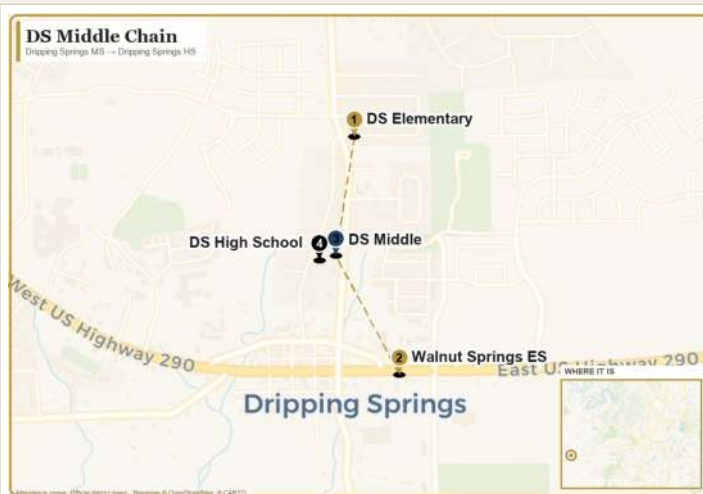 DS Middle Chain
Dripping Springs MS → Dripping Springs HS
1 DS Elementary
DS High School 4 3 DS Middle
2 Walnut Springs ES
West US Highway 290
East US Highway 290
Dripping Springs
WHERE IT IS